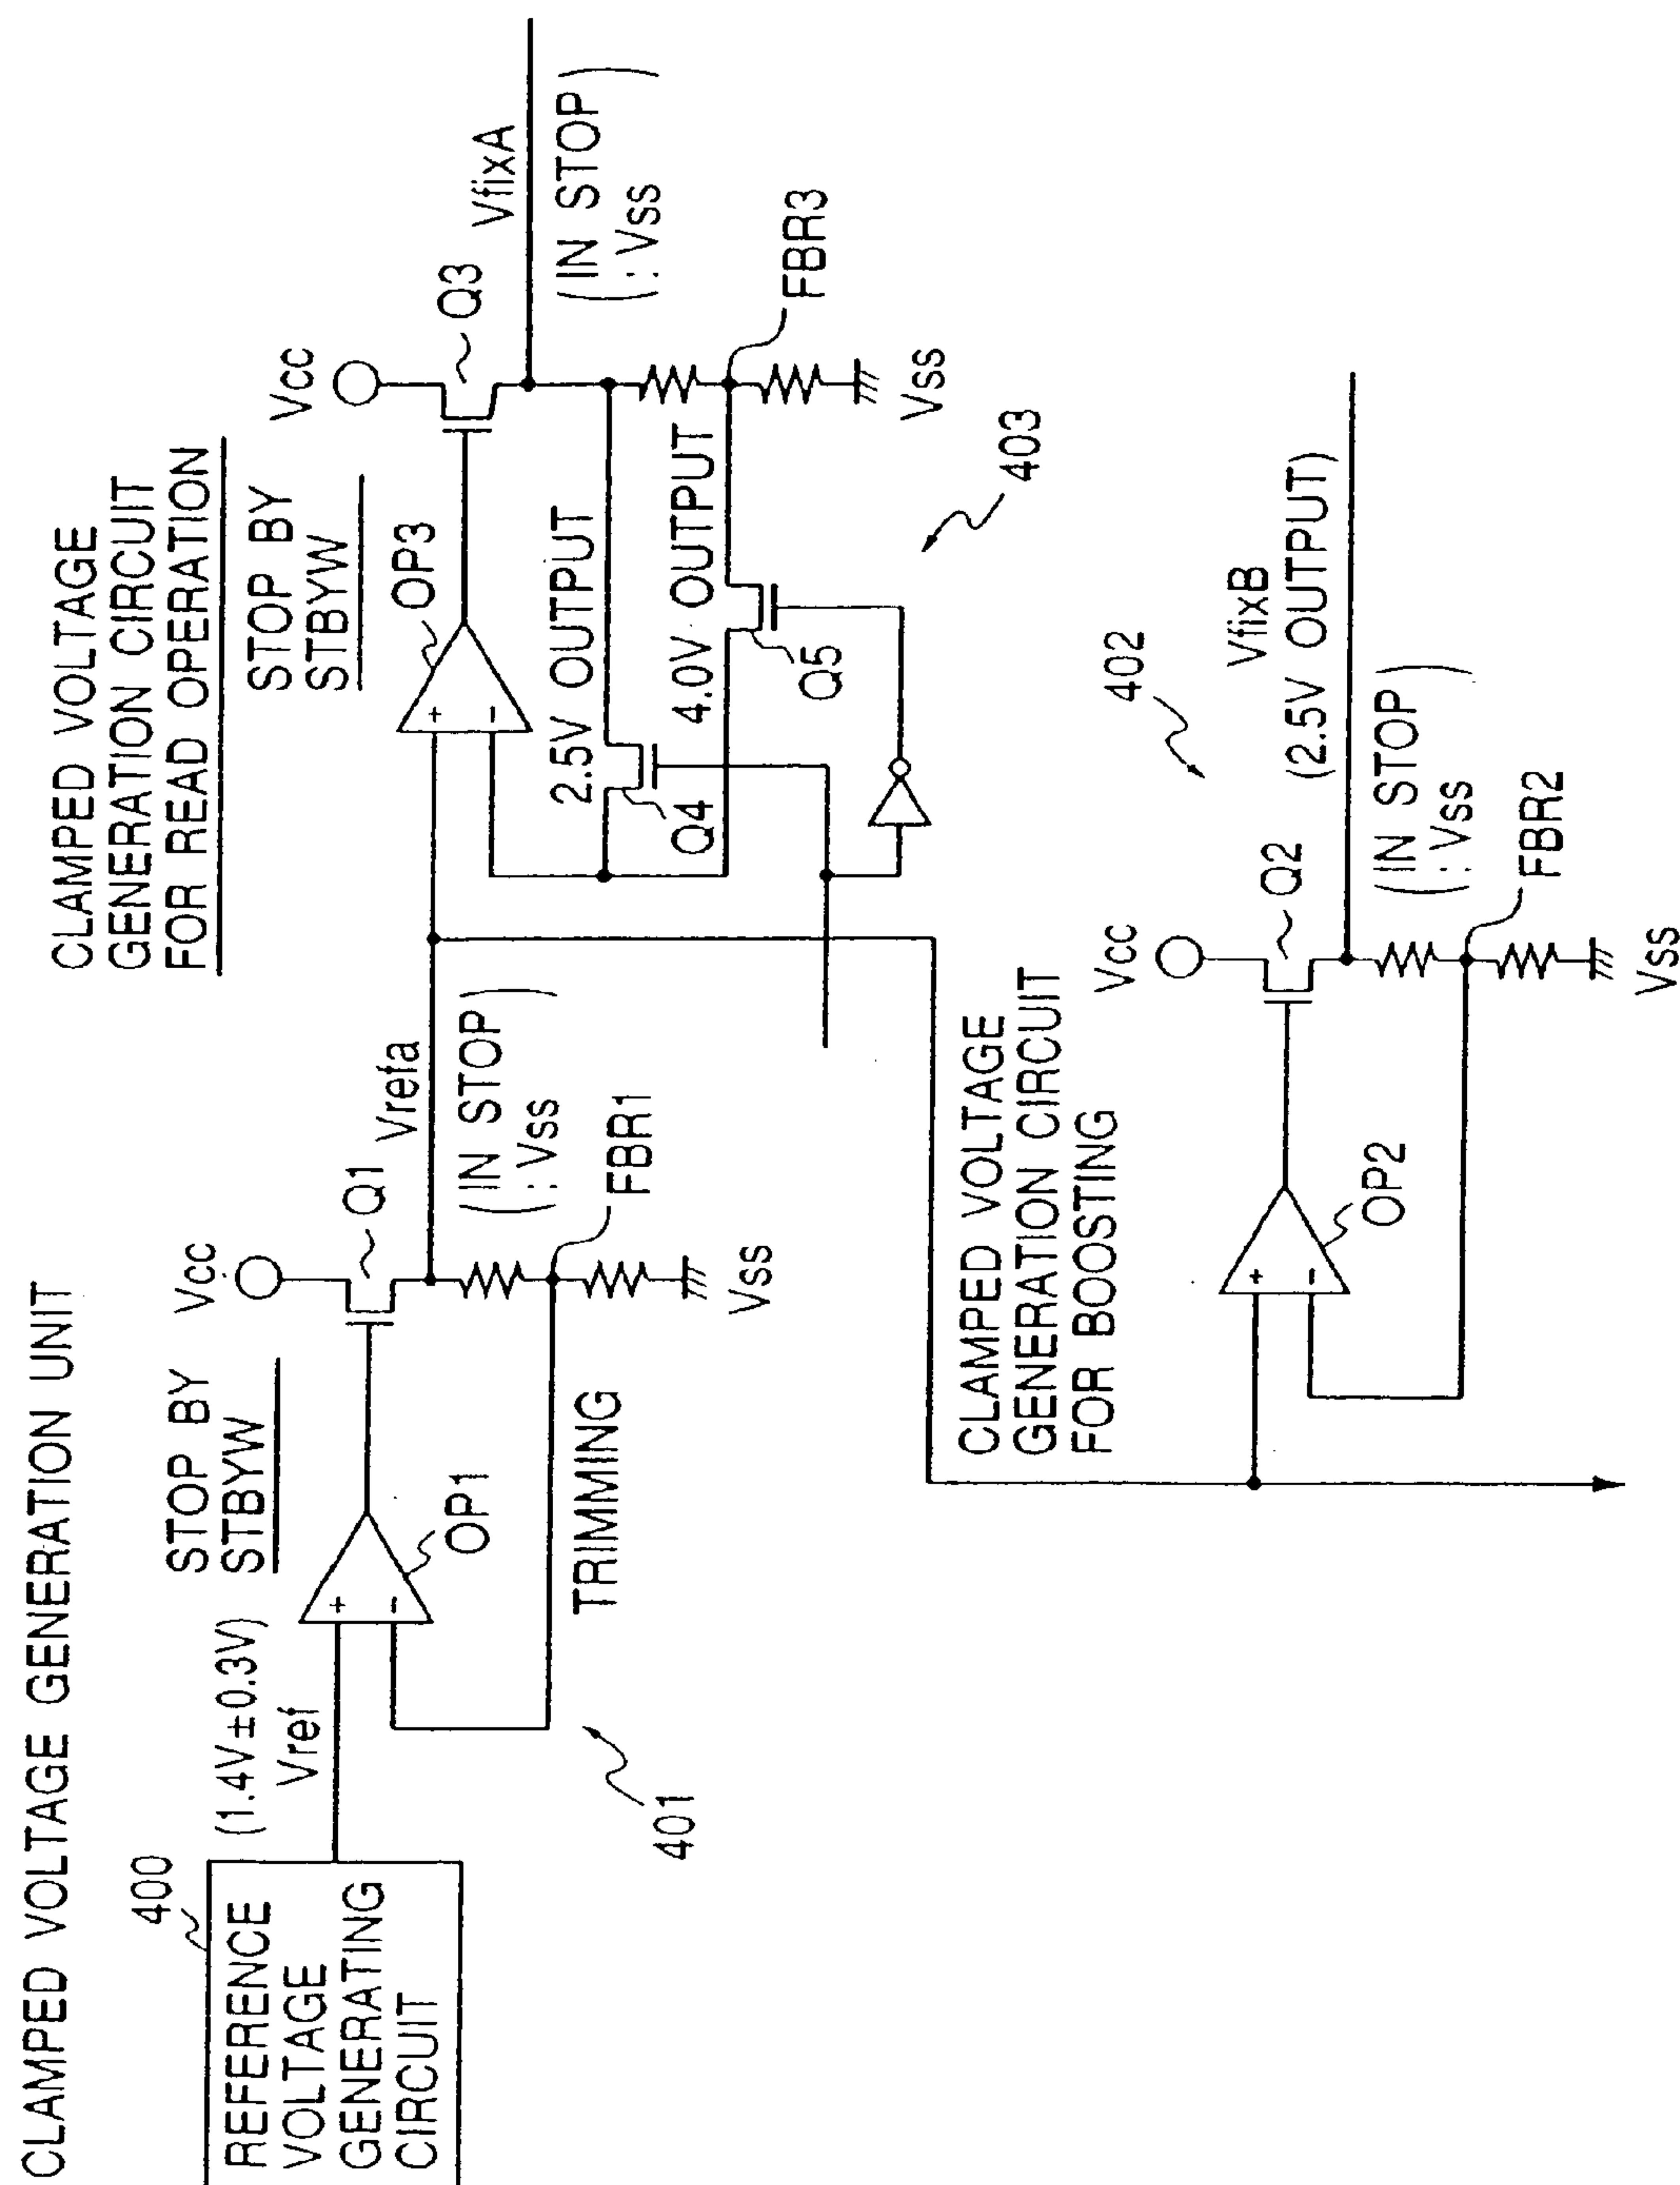 CLAMPED VOLTAGE GENERATION UNIT
400
REFERENCE
VOLTAGE
GENERATING
CIRCUIT
(1.4V±0.3V)
Vref
STOP BY
STBYW
+
-
OP1
TRIMMING
401
Vcc
Q1
Vrefa
(IN STOP
: Vss)
FBR1
Vss
CLAMPED VOLTAGE
GENERATION CIRCUIT
FOR READ OPERATION
STOP BY
STBYW
+
-
OP3
Vcc
Q3
VfixA
(IN STOP
: Vss)
2.5V OUTPUT
Q4
4.0V OUTPUT
Q5
FBR3
Vss
403
CLAMPED VOLTAGE
GENERATION CIRCUIT
FOR BOOSTING
+
-
OP2
Vcc
Q2
402
VfixB
(2.5V OUTPUT)
(IN STOP
: Vss)
FBR2
Vss